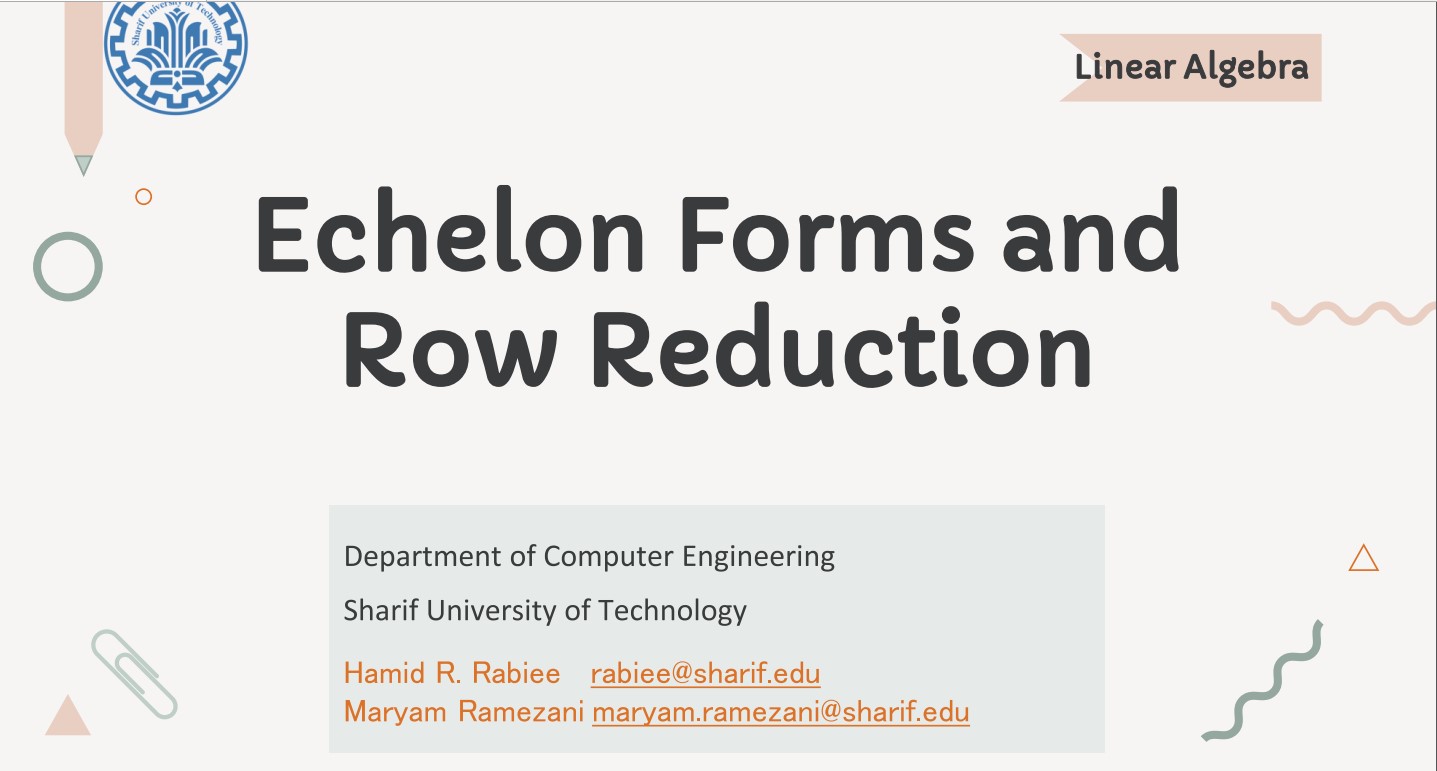 Sharif University of Technology
Linear Algebra
Echelon Forms and
Row Reduction
Department of Computer Engineering
Sharif University of Technology
Hamid R. Rabiee rabiee@sharif.edu
Maryam Ramezani maryam.ramezani@sharif.edu